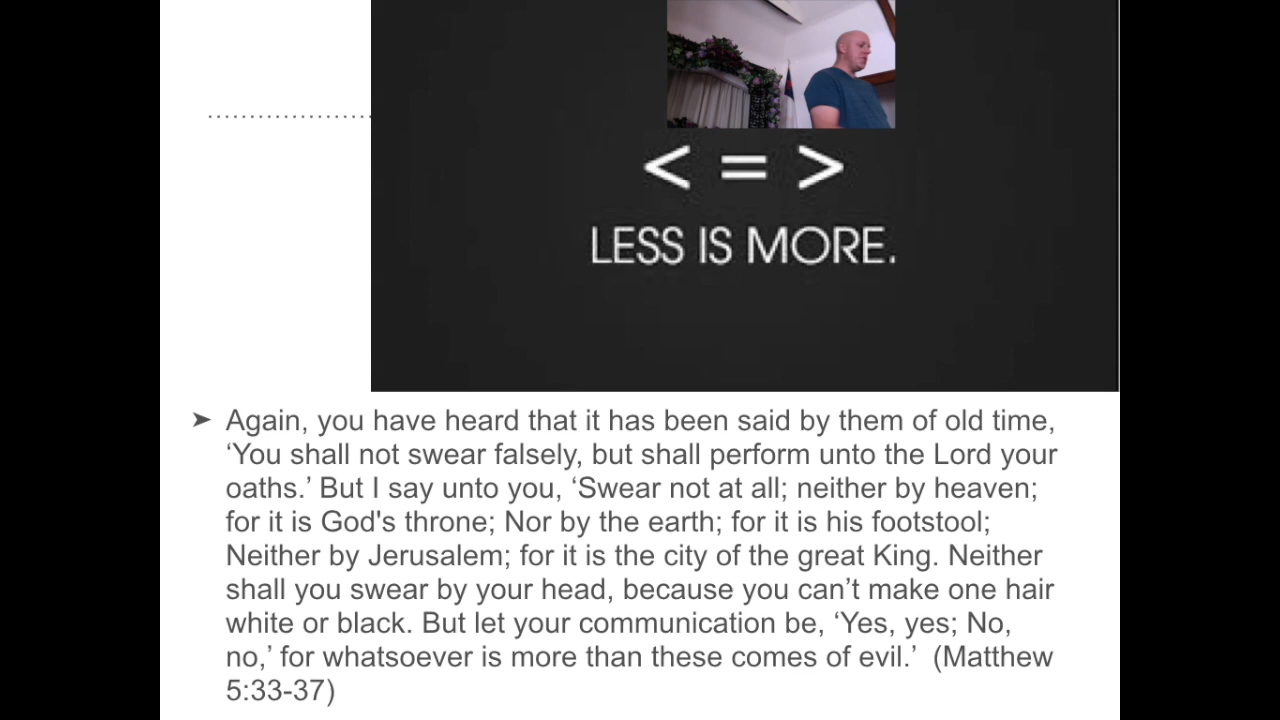 < = >
LESS IS MORE.
➤ Again, you have heard that it has been said by them of old time,
‘You shall not swear falsely, but shall perform unto the Lord your
oaths.’ But I say unto you, ‘Swear not at all; neither by heaven;
for it is God's throne; Nor by the earth; for it is his footstool;
Neither by Jerusalem; for it is the city of the great King. Neither
shall you swear by your head, because you can’t make one hair
white or black. But let your communication be, ‘Yes, yes; No,
no,’ for whatsoever is more than these comes of evil.’  (Matthew
5:33-37)